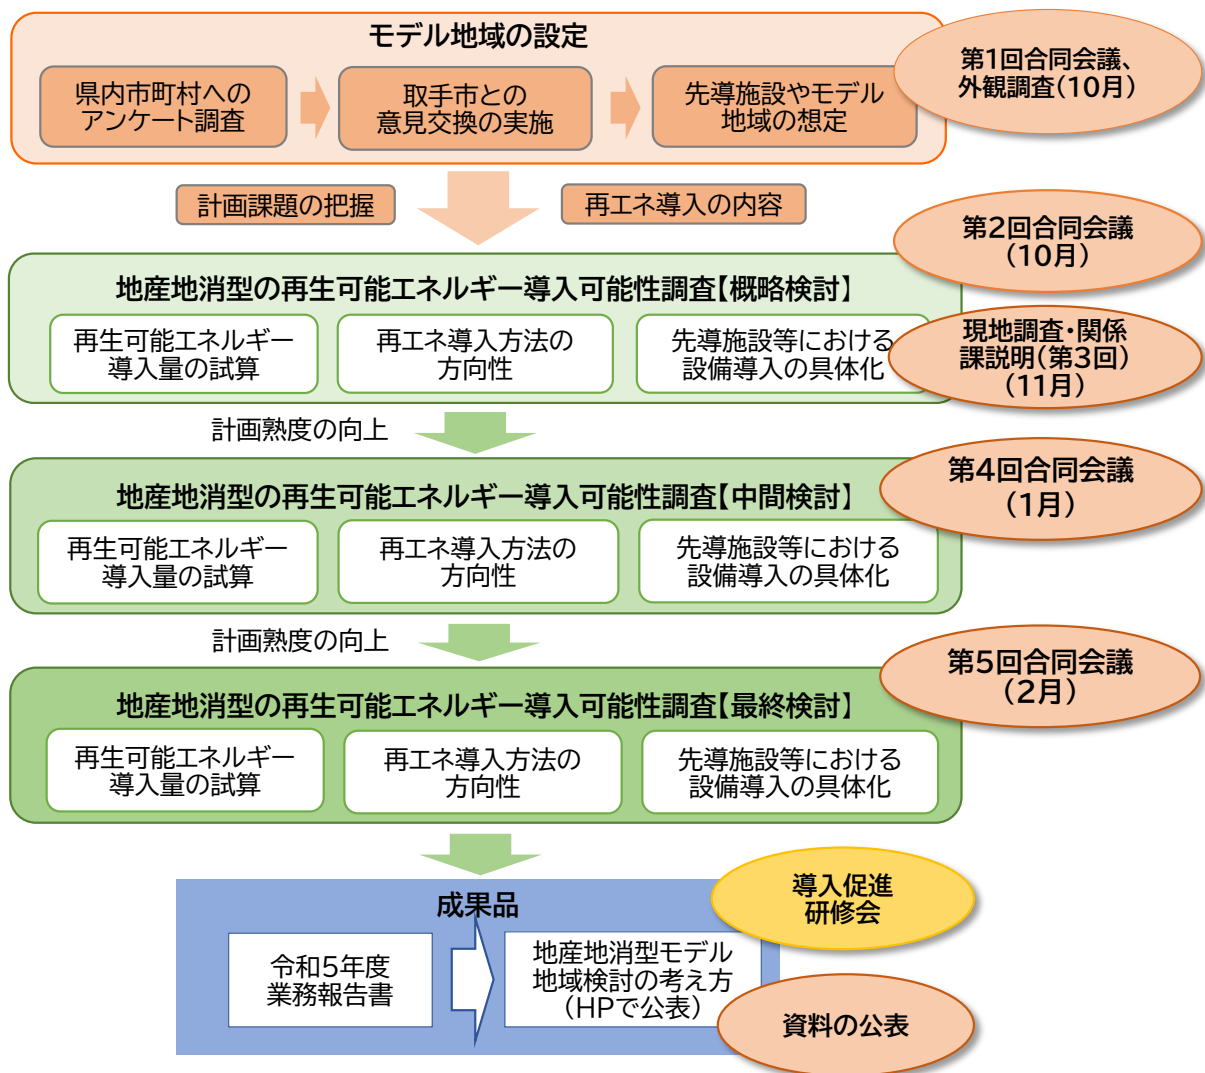 モデル地域の設定
県内市町村への
アンケート調査
取手市との
意見交換の実施
先導施設やモデル
地域の想定
第1回合同会議、
外観調査(10月)
計画課題の把握
再エネ導入の内容
第2回合同会議
(10月)
地産地消型の再生可能エネルギー導入可能性調査【概略検討】
再生可能エネルギー
導入量の試算
再エネ導入方法の
方向性
先導施設等における
設備導入の具体化
現地調査・関係
課説明(第3回)
(11月)
計画熟度の向上
第4回合同会議
(1月)
地産地消型の再生可能エネルギー導入可能性調査【中間検討】
再生可能エネルギー
導入量の試算
再エネ導入方法の
方向性
先導施設等における
設備導入の具体化
計画熟度の向上
第5回合同会議
(2月)
地産地消型の再生可能エネルギー導入可能性調査【最終検討】
再生可能エネルギー
導入量の試算
再エネ導入方法の
方向性
先導施設等における
設備導入の具体化
成果品
導入促進
研修会
令和5年度
業務報告書
地産地消型モデル
地域検討の考え方
(HPで公表)
資料の公表